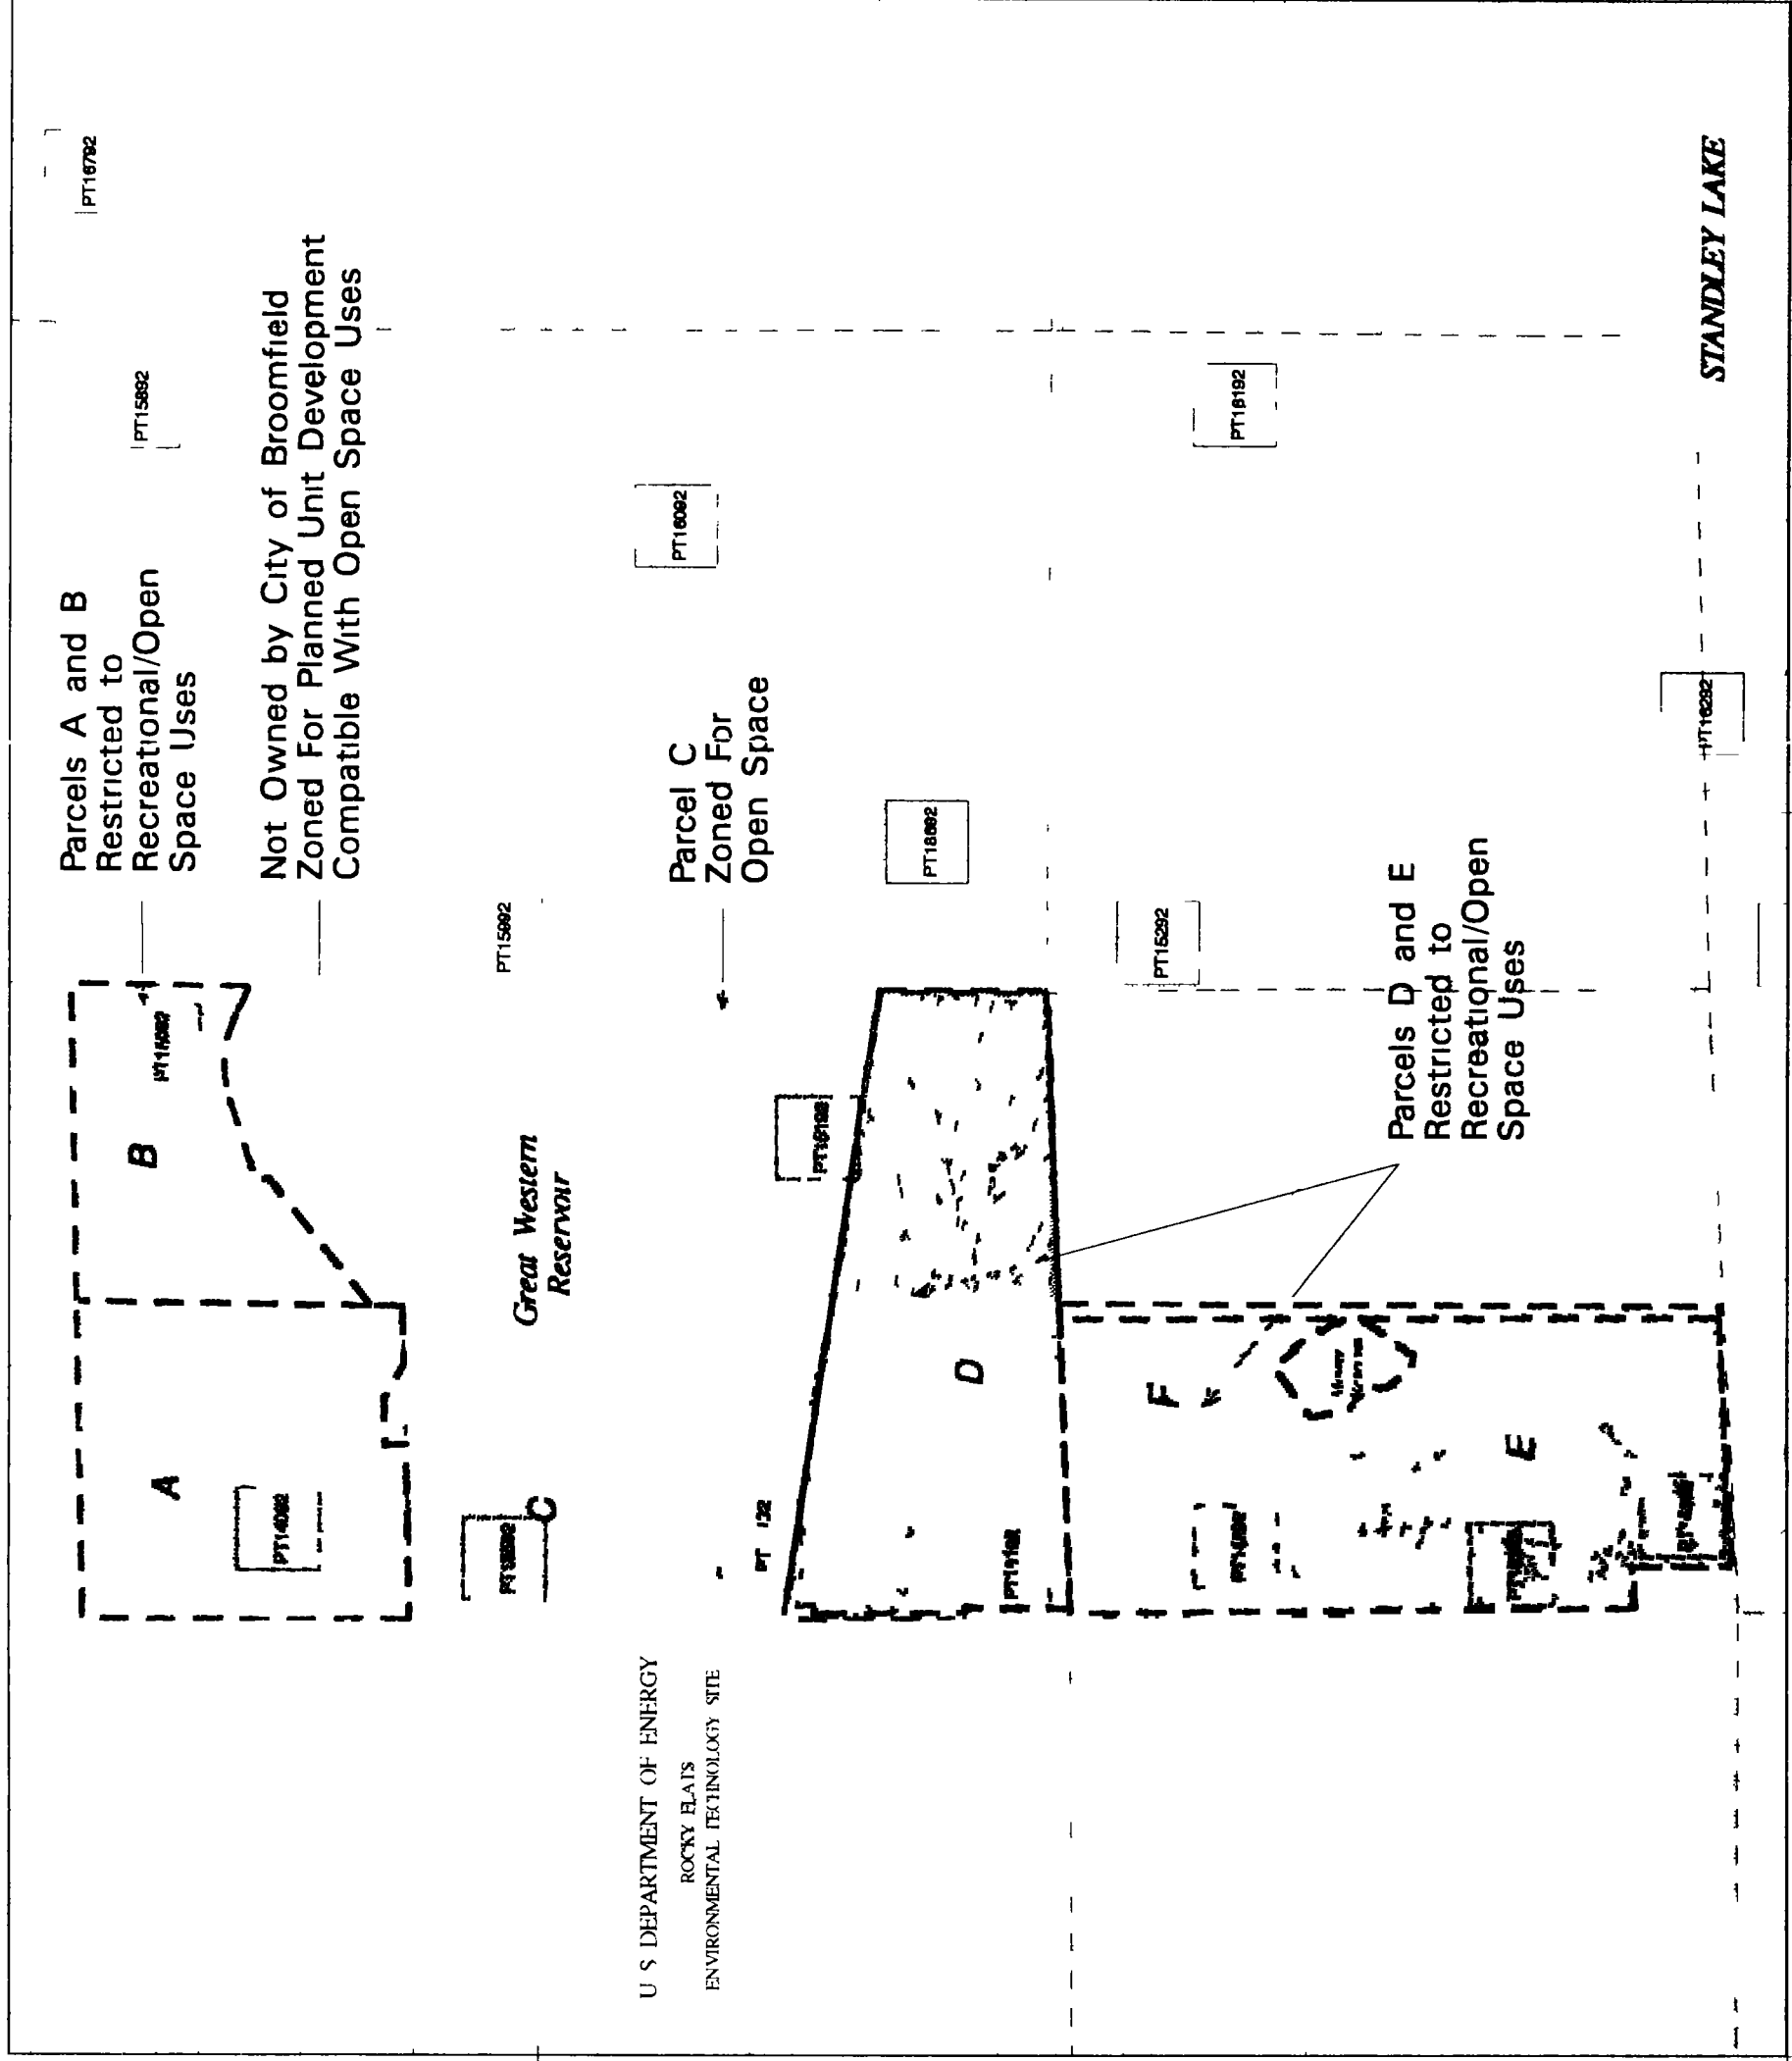 PT16792
PT15892
Parcels A and B
Restricted to
Recreational/Open
Space Uses
Not Owned by City of Broomfield
Zoned For Planned Unit Development
Compatible With Open Space Uses
B
A
PT14092
PT15992
Great Western
Reservoir
C
PT16092
Parcel C
Zoned For
Open Space
U S DEPARTMENT OF ENERGY
ROCKY FLATS
ENVIRONMENTAL TECHNOLOGY SITE
PT 132
PT18692
D
PT16192
PT15292
F
E
Parcels D and E
Restricted to
Recreational/Open
Space Uses
PT16292
STANDLEY LAKE